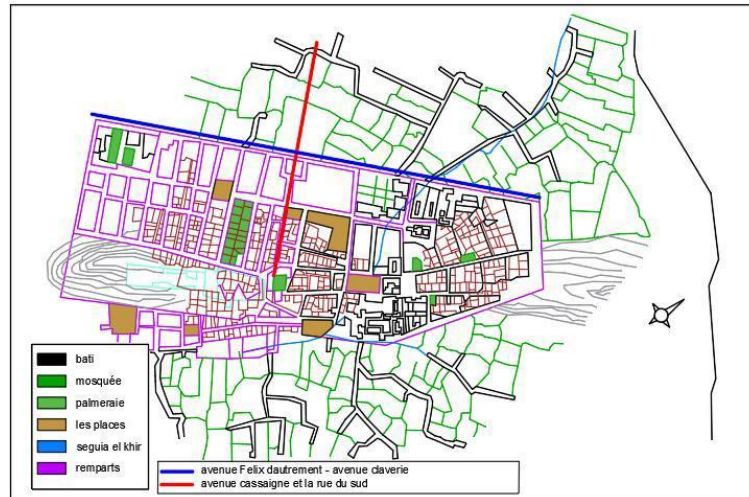 bati
mosquée
palmeraie
les places
seguia el khir
remparts
avenue Felix dautrement - avenue claverie
avenue cassaigne et la rue du sud